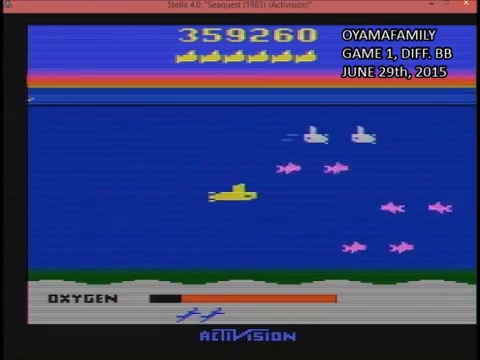 Stella 4.0: "Seaquest (1983) (Activision)"
359260
OYAMAFAMILY
GAME 1, DIFF. BB
JUNE 29th, 2015
OXYGEN
ACTIVISION